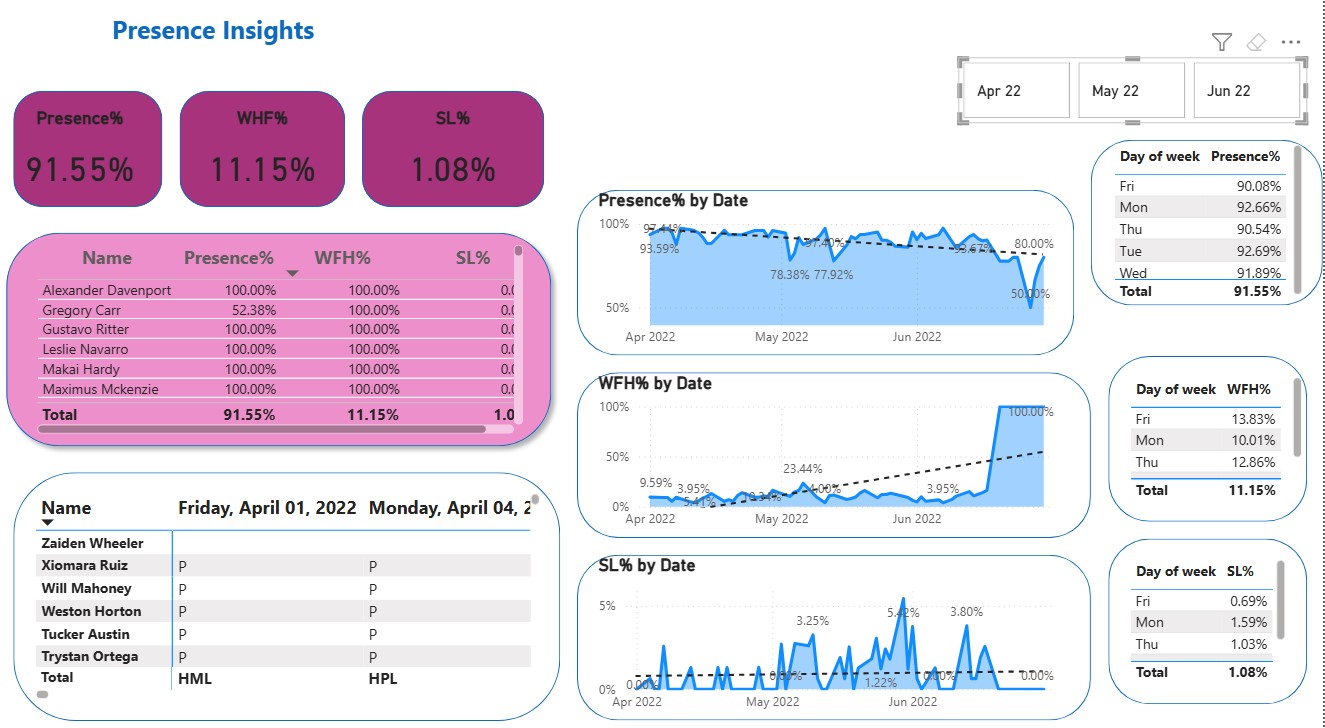 Presence Insights
Apr 22
May 22
Jun 22
Presence%
91.55%
WHF%
11.15%
SL%
1.08%
Name Presence% WFH% SL%
Alexander Davenport 100.00% 100.00% 0.0
Gregory Carr 52.38% 100.00% 0.0
Gustavo Ritter 100.00% 100.00% 0.0
Leslie Navarro 100.00% 100.00% 0.0
Makai Hardy 100.00% 100.00% 0.0
Maximus Mckenzie 100.00% 100.00% 0.0
Total 91.55% 11.15% 1.0
Name Friday, April 01, 2022 Monday, April 04, 2
Zaiden Wheeler
Xiomara Ruiz P P
Will Mahoney P P
Weston Horton P P
Tucker Austin P P
Trystan Ortega P P
Total HML HPL
Presence% by Date
100%
50%
97.44%
93.59%
78.38%
77.92%
97.40%
93.67%
80.00%
50.00%
Apr 2022 May 2022 Jun 2022
WFH% by Date
100%
50%
0%
9.59%
3.95%
5.41%
23.44%
3.95%
100.00%
Apr 2022 May 2022 Jun 2022
SL% by Date
5%
0%
0.00%
0.00%
3.25%
1.22%
5.42%
0.00%
3.80%
0.00%
Apr 2022 May 2022 Jun 2022
Day of week Presence%
Fri 90.08%
Mon 92.66%
Thu 90.54%
Tue 92.69%
Wed 91.89%
Total 91.55%
Day of week WFH%
Fri 13.83%
Mon 10.01%
Thu 12.86%
Total 11.15%
Day of week SL%
Fri 0.69%
Mon 1.59%
Thu 1.03%
Total 1.08%